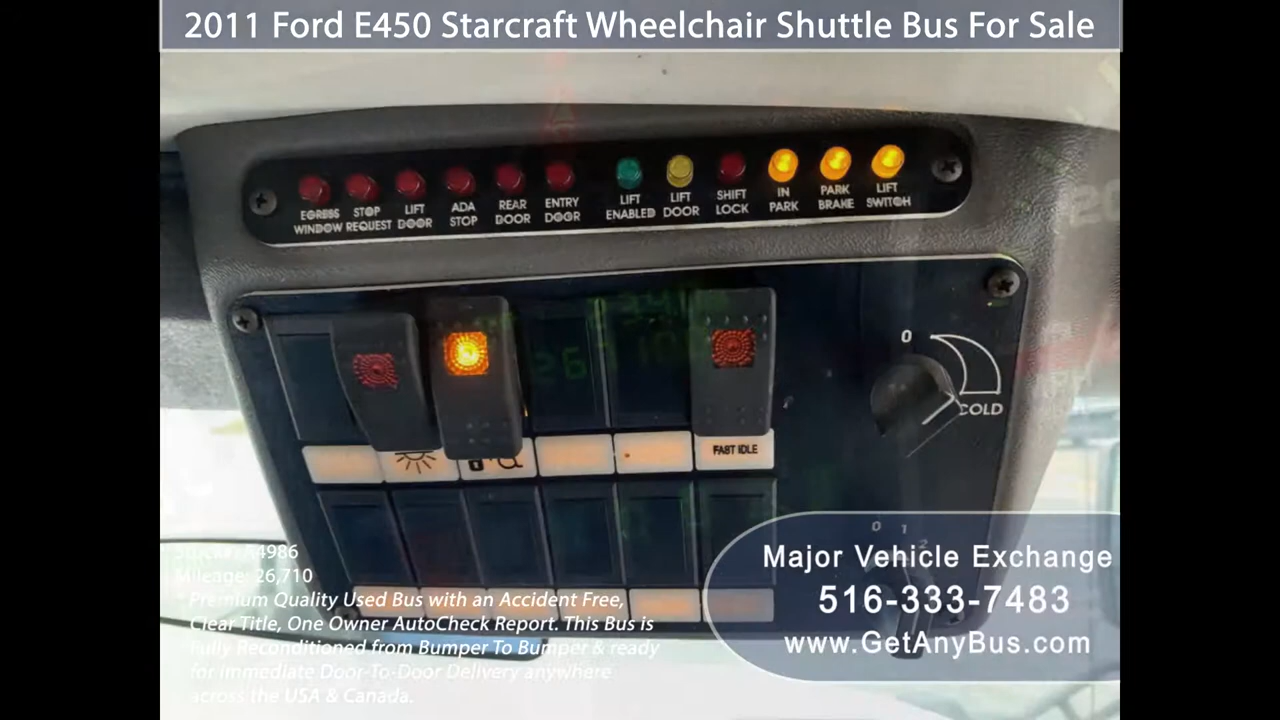 2011 Ford E450 Starcraft Wheelchair Shuttle Bus For Sale
EGRESS WINDOW
STOP REQUEST
LIFT DOOR
ADA STOP
REAR DOOR
ENTRY DOOR
LIFT ENABLED
LIFT DOOR
SHIFT LOCK
IN PARK
PARK BRAKE
LIFT SWITCH
0
COLD
FAST IDLE
0 1
2
4986
Mileage: 26,710
*Premium Quality Used Bus with an Accident Free,
Clear Title, One Owner AutoCheck Report. This Bus is
Fully Reconditioned from Bumper To Bumper & ready
for Immediate Door-To-Door Delivery anywhere
across the USA & Canada.
Major Vehicle Exchange
516-333-7483
www.GetAnyBus.com